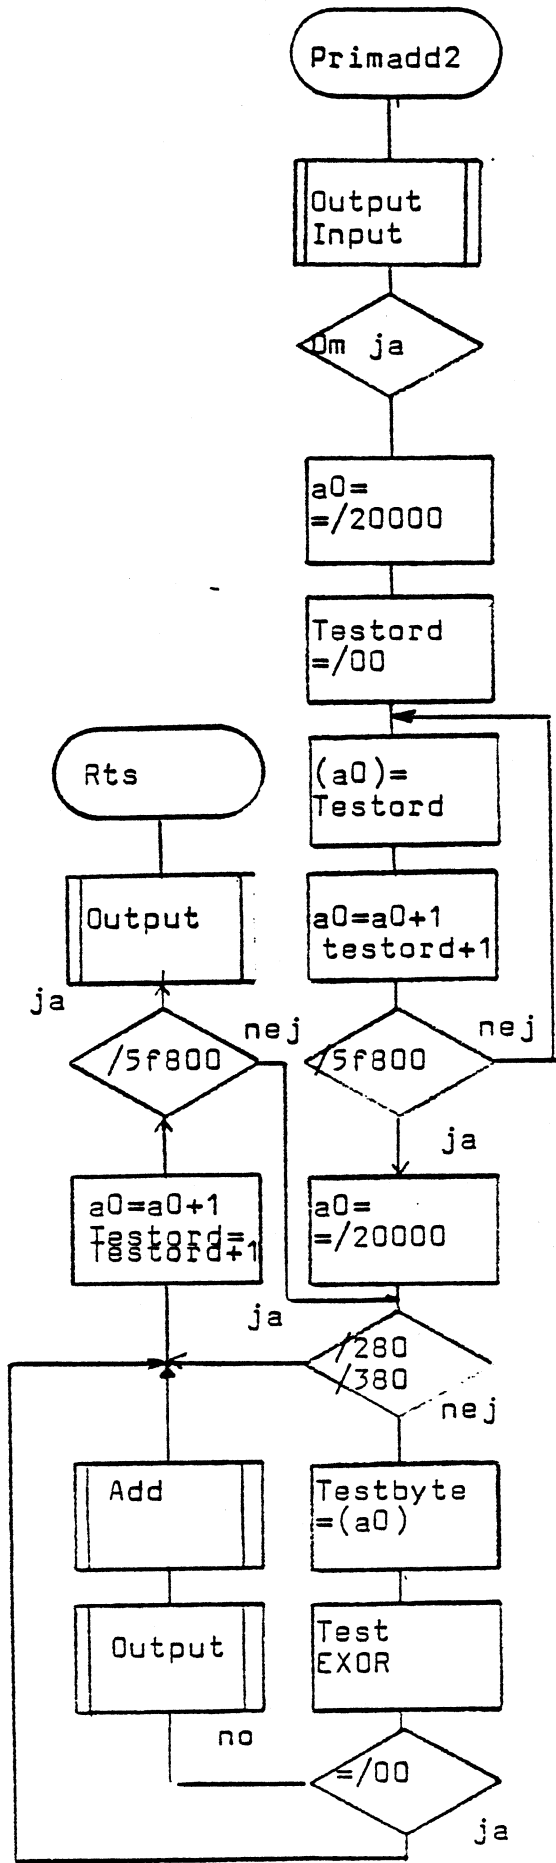 Primadd2
Output
Input
Om ja
a0=
=/20000
Testord
=/00
(a0)=
Testord
a0=a0+1
testord+1
/5f800
nej
ja
a0=
=/20000
/280
/380
ja
nej
Testbyte
=(a0)
Test
EXOR
=/00
ja
no
Output
Add
a0=a0+1
Testord=
Testord+1
/5f800
nej
ja
Output
Rts